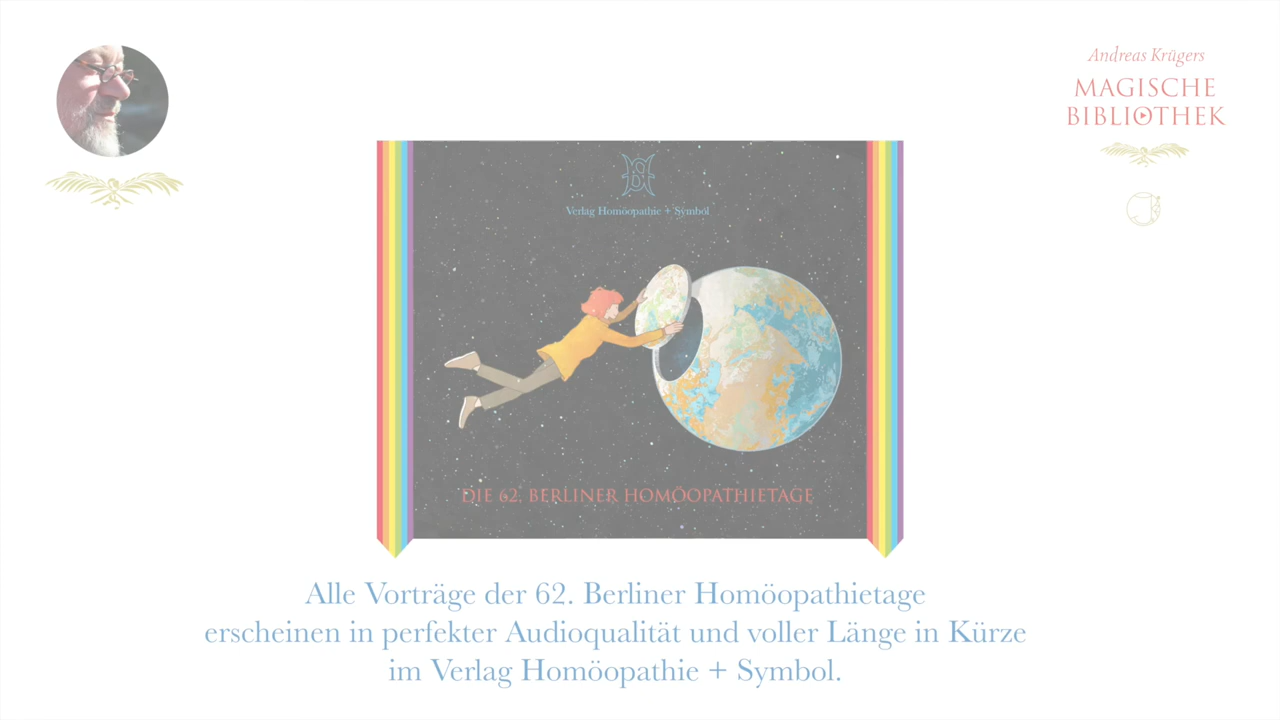 Andreas Krügers
MAGISCHE
BIBLIOTHEK
Verlag Homöopathie + Symbol
DIE 62. BERLINER HOMÖOPATHIETAGE
Alle Vorträge der 62. Berliner Homöopathietage
erscheinen in perfekter Audioqualität und voller Länge in Kürze
im Verlag Homöopathie + Symbol.